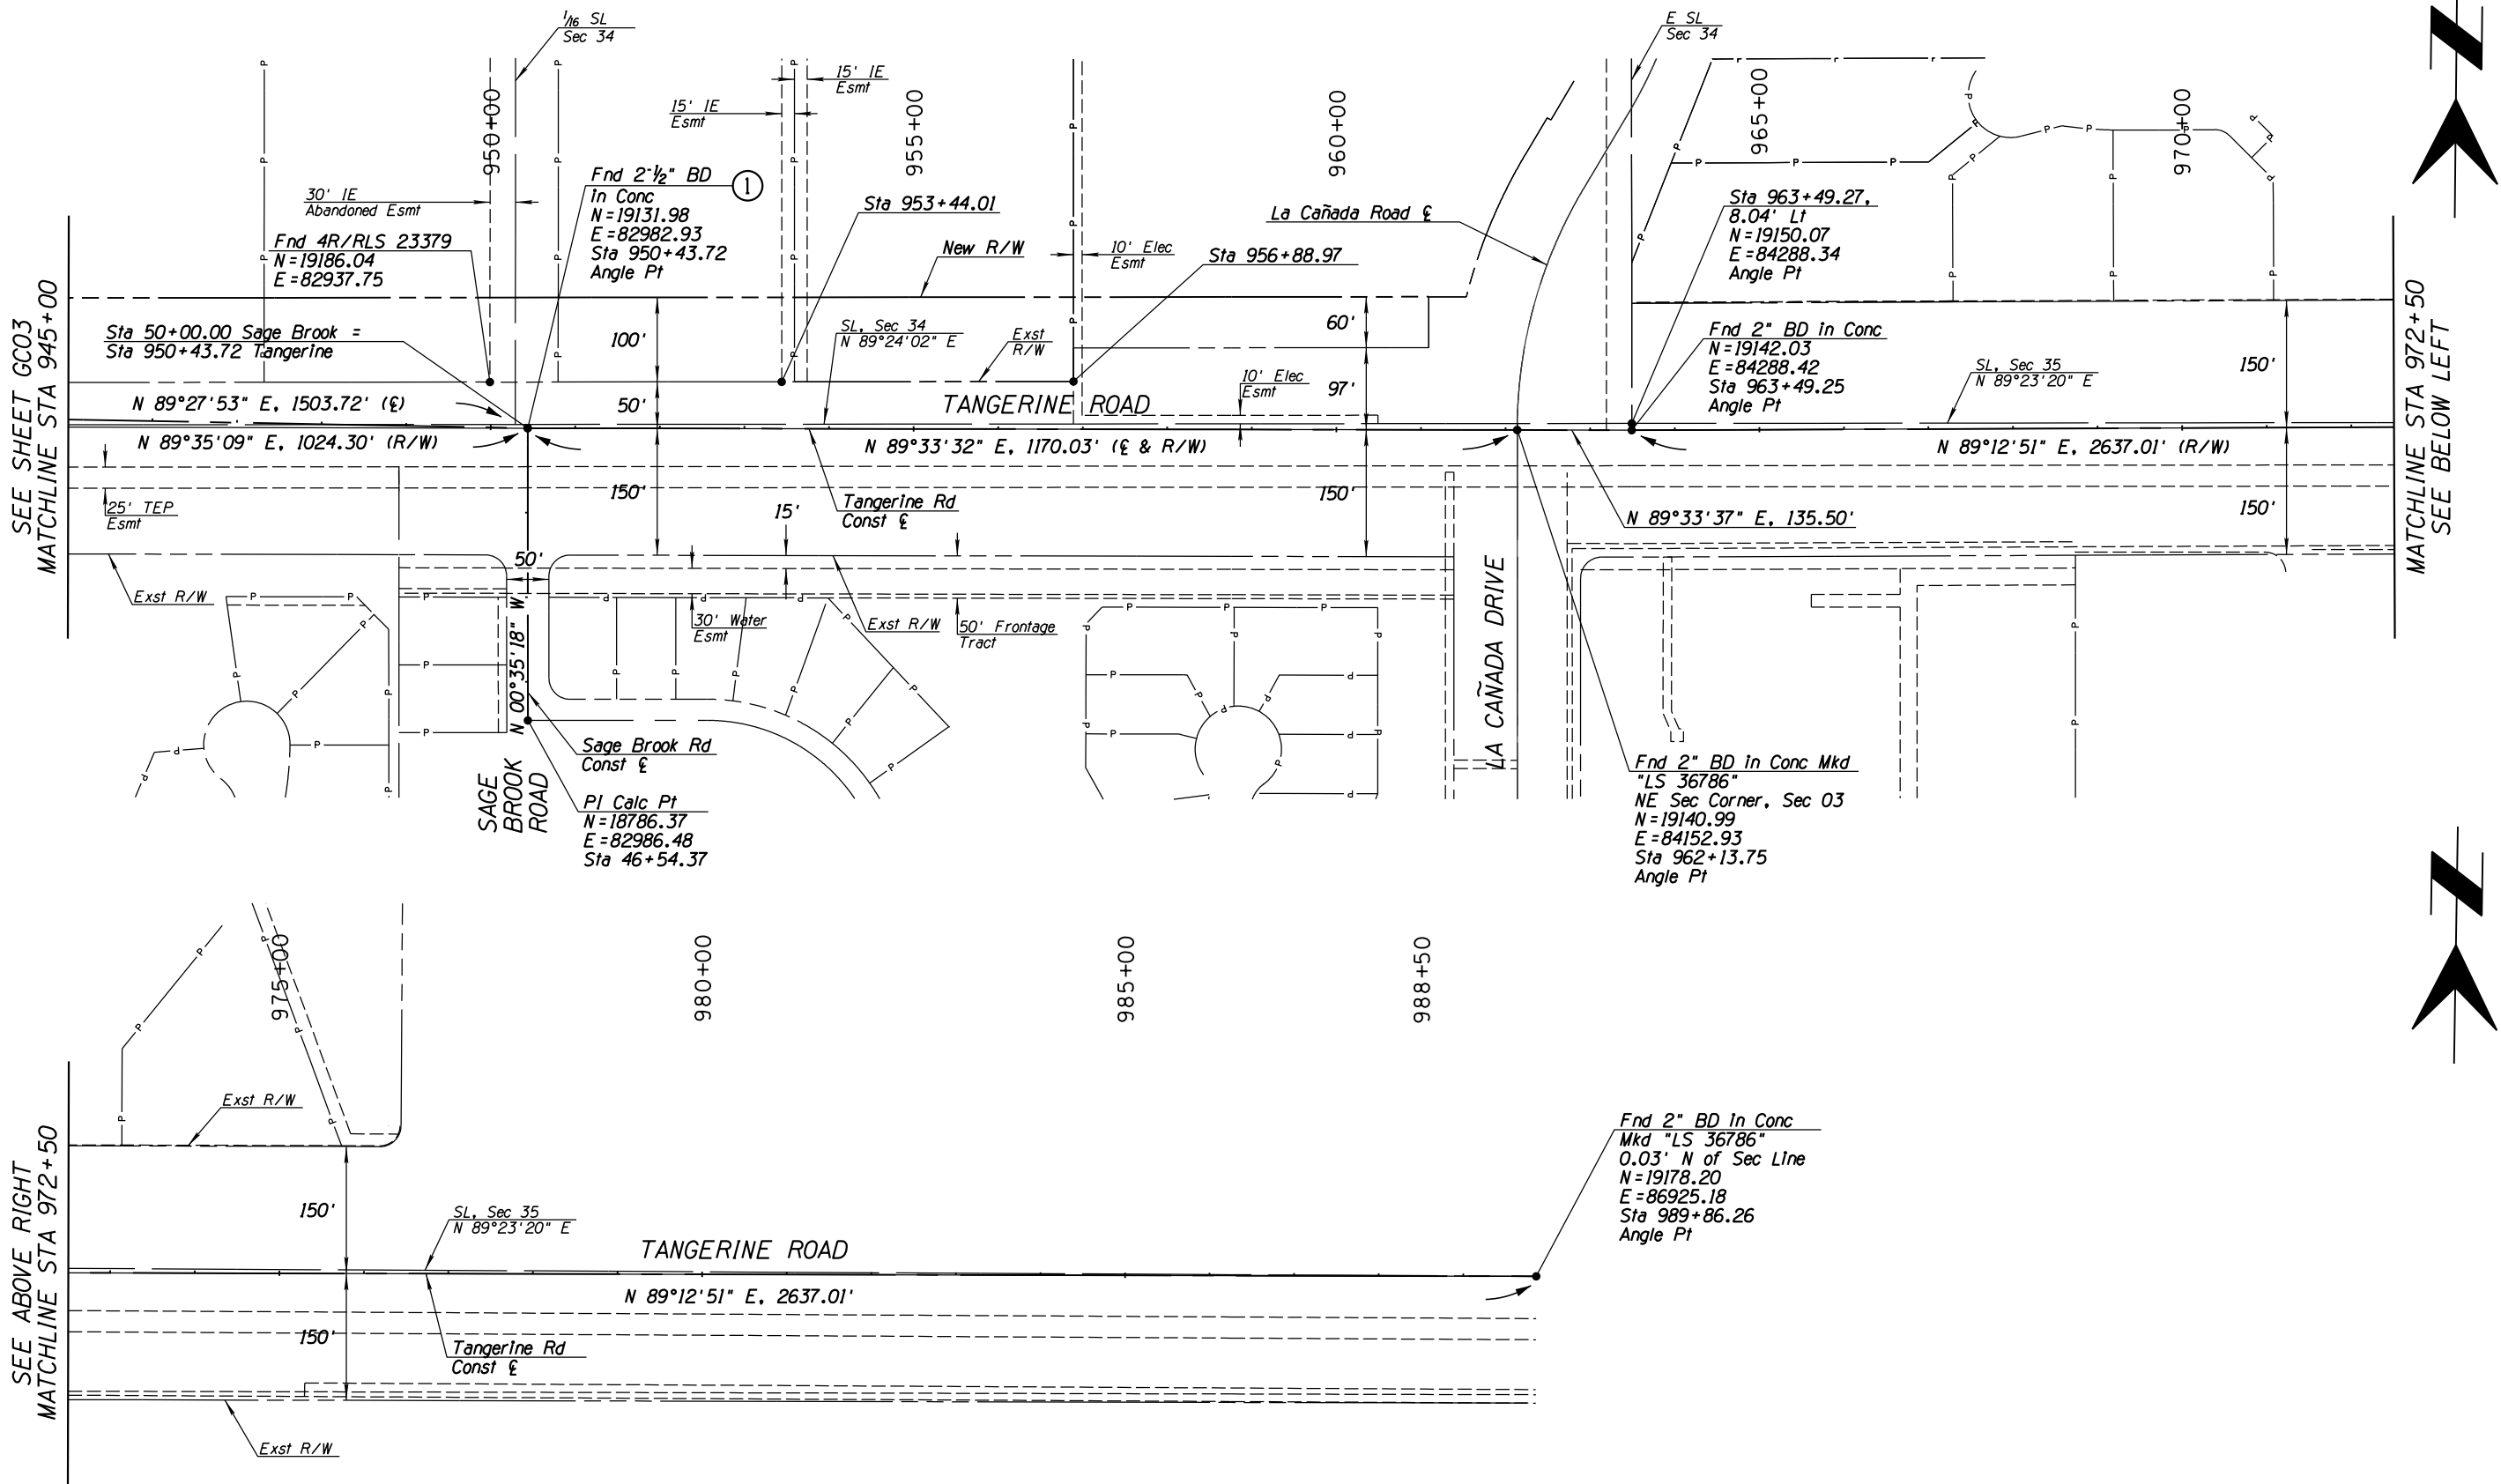 1/16 SL
Sec 34
E SL
Sec 34
N
15' IE
Esmt
15' IE
Esmt
950+00
955+00
960+00
965+00
970+00
30' IE
Abandoned Esmt
Fnd 2-1/2" BD
in Conc
N=19131.98
E=82982.93
Sta 950+43.72
Angle Pt
1
Fnd 4R/RLS 23379
N=19186.04
E=82937.75
Sta 953+44.01
New R/W
10' Elec
Esmt
Sta 956+88.97
La Cañada Road ℄
Sta 963+49.27,
8.04' Lt
N=19150.07
E=84288.34
Angle Pt
SEE SHEET GC03
MATCHLINE STA 945+00
Sta 50+00.00 Sage Brook =
Sta 950+43.72 Tangerine
100'
SL, Sec 34
N 89°24'02" E
Exst
R/W
60'
Fnd 2" BD in Conc
N=19142.03
E=84288.42
Sta 963+49.25
Angle Pt
SL, Sec 35
N 89°23'20" E
150'
MATCHLINE STA 972+50
SEE BELOW LEFT
N 89°27'53" E, 1503.72' (℄)
50'
TANGERINE ROAD
10' Elec
Esmt
97'
N 89°35'09" E, 1024.30' (R/W)
N 89°33'32" E, 1170.03' (℄ & R/W)
N 89°12'51" E, 2637.01' (R/W)
25' TEP
Esmt
150'
15'
Tangerine Rd
Const ℄
150'
N 89°33'37" E, 135.50'
150'
50'
Exst R/W
30' Water
Esmt
Exst R/W
50' Frontage
Tract
N 00°35'18" W
LA CAÑADA DRIVE
Sage Brook Rd
Const ℄
SAGE
BROOK
ROAD
PI Calc Pt
N=18786.37
E=82986.48
Sta 46+54.37
Fnd 2" BD in Conc Mkd
"LS 36786"
NE Sec Corner, Sec 03
N=19140.99
E=84152.93
Sta 962+13.75
Angle Pt
N
975+00
980+00
985+00
988+50
SEE ABOVE RIGHT
MATCHLINE STA 972+50
Exst R/W
150'
SL, Sec 35
N 89°23'20" E
TANGERINE ROAD
N 89°12'51" E, 2637.01'
150'
Tangerine Rd
Const ℄
Exst R/W
Fnd 2" BD in Conc
Mkd "LS 36786"
0.03' N of Sec Line
N=19178.20
E=86925.18
Sta 989+86.26
Angle Pt